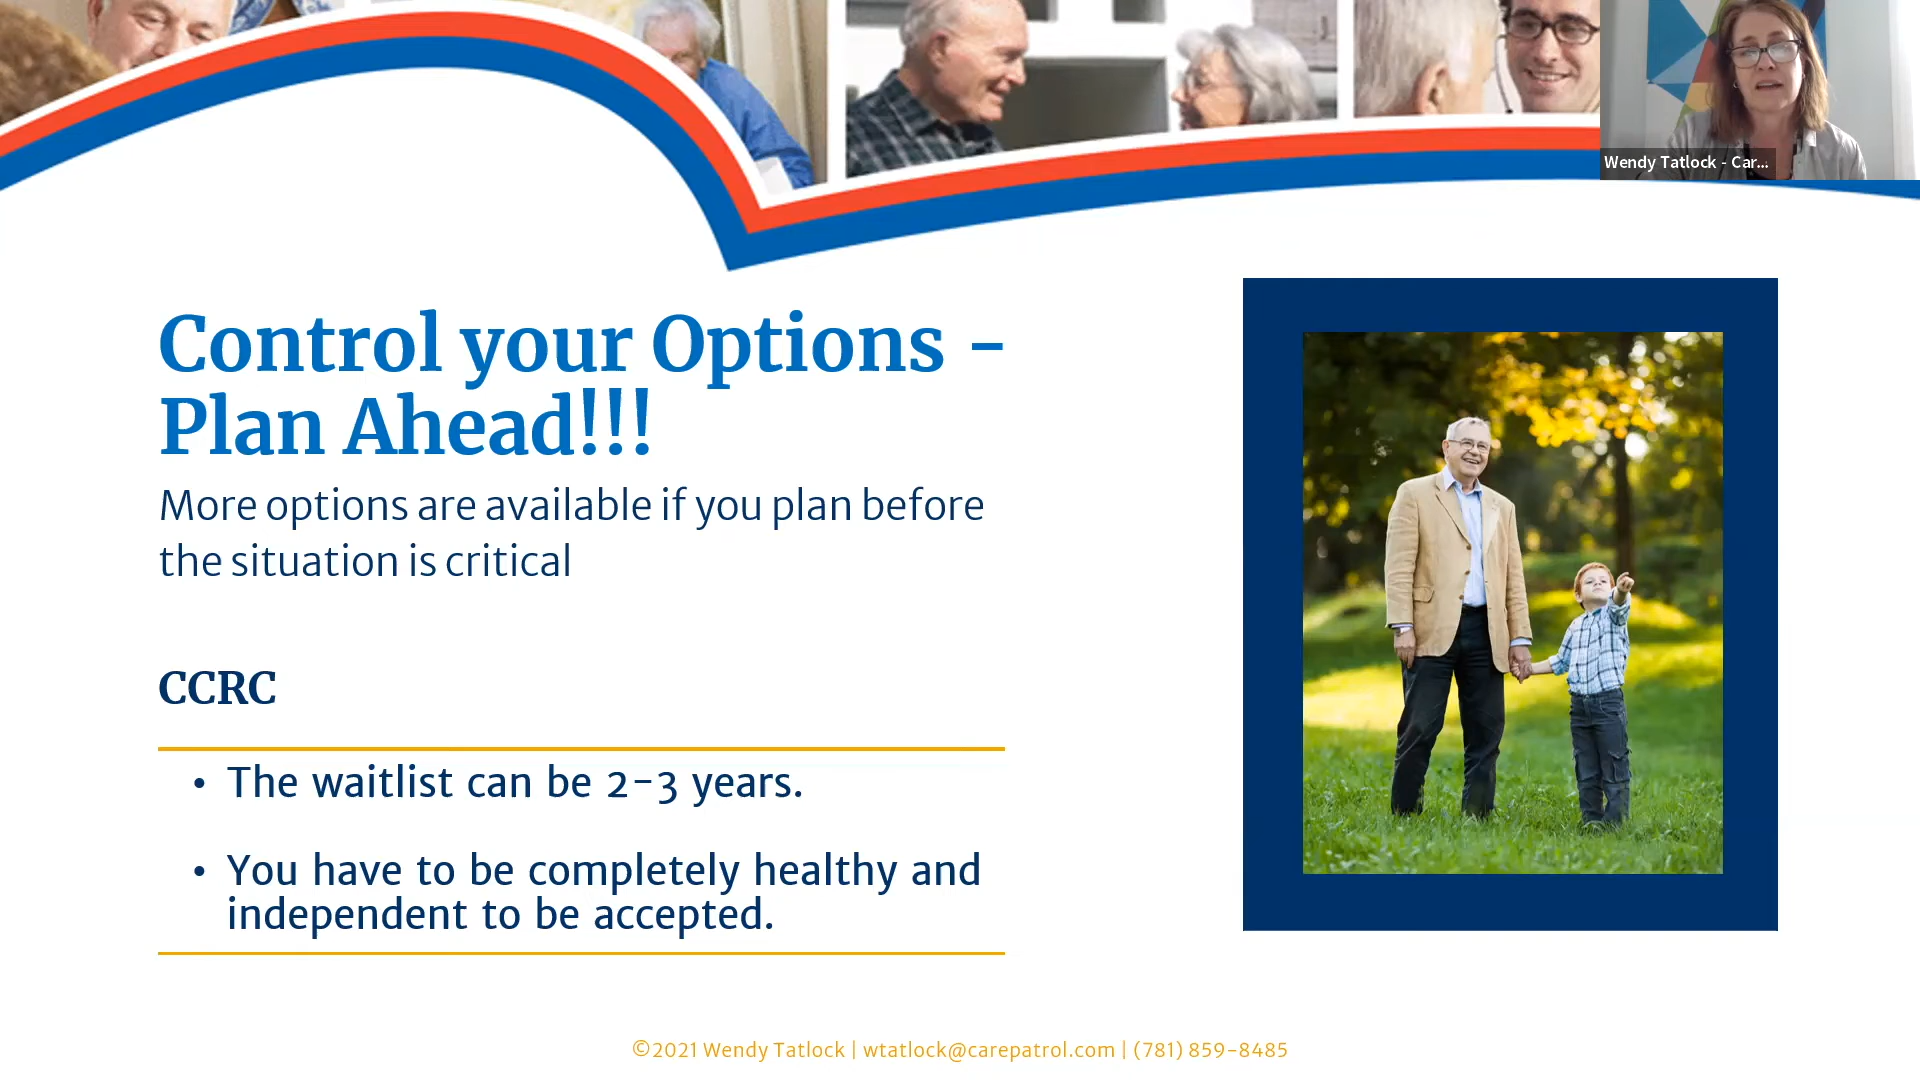 Wendy Tatlock - Car...
Control your Options -
Plan Ahead!!!
More options are available if you plan before
the situation is critical
CCRC
• The waitlist can be 2-3 years.
• You have to be completely healthy and
independent to be accepted.
©2021 Wendy Tatlock | wtatlock@carepatrol.com | (781) 859-8485